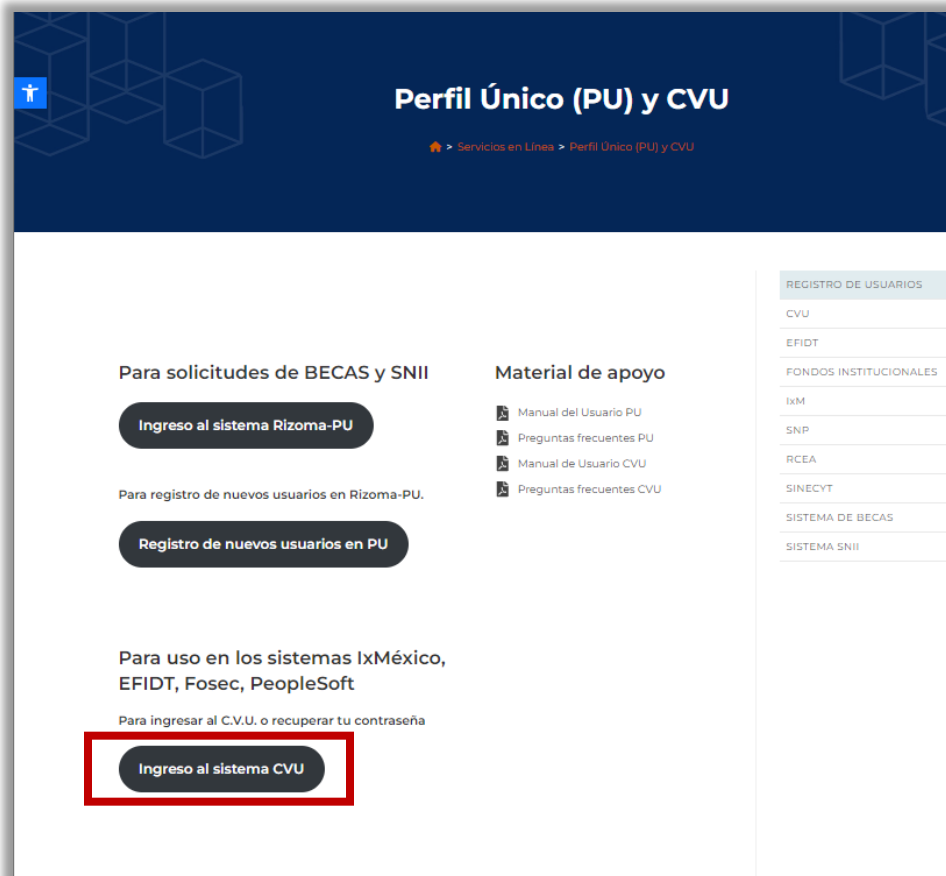 Perfil Único (PU) y CVU
> Servicios en Línea > Perfil Único (PU) y CVU
Para solicitudes de BECAS y SNII
Ingreso al sistema Rizoma-PU
Para registro de nuevos usuarios en Rizoma-PU.
Registro de nuevos usuarios en PU
Para uso en los sistemas IxMéxico,
EFIDT, Fosec, PeopleSoft
Para ingresar al C.V.U. o recuperar tu contraseña
Ingreso al sistema CVU
Material de apoyo
Manual del Usuario PU
Preguntas frecuentes PU
Manual de Usuario CVU
Preguntas frecuentes CVU
REGISTRO DE USUARIOS
CVU
EFIDT
FONDOS INSTITUCIONALES
IxM
SNP
RCEA
SINECYT
SISTEMA DE BECAS
SISTEMA SNII